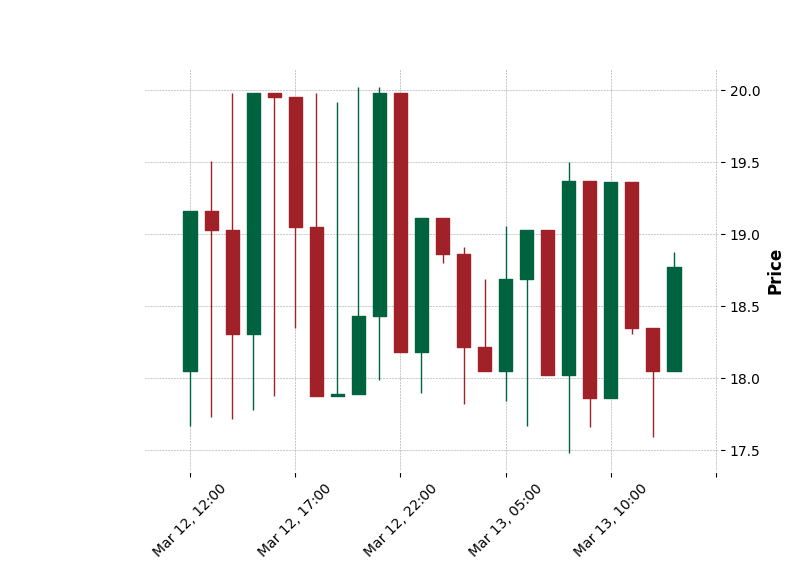 20.0
19.5
19.0
18.5
18.0
17.5
Price
Mar 12, 12:00
Mar 12, 17:00
Mar 12, 22:00
Mar 13, 05:00
Mar 13, 10:00